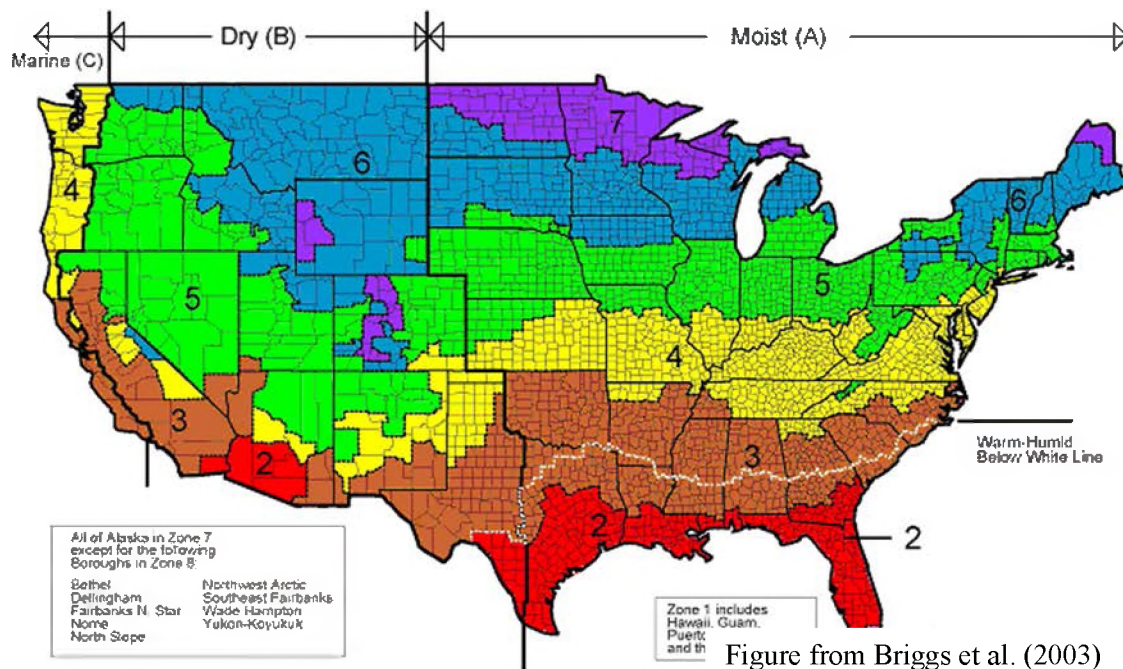 Marine (C)
Dry (B)
Moist (A)
7
6
4
6
5
5
4
3
3
2
2
2
Warm-Humid
Below White Line
All of Alaska in Zone 7
except for the following
Boroughs in Zone 8:
Bethel
Dellingham
Fairbanks N. Star
Nome
North Slope
Northwest Arctic
Southeast Fairbanks
Wade Hampton
Yukon-Koyukuk
Zone 1 includes
Hawaii, Guam,
Figure from Briggs et al. (2003)